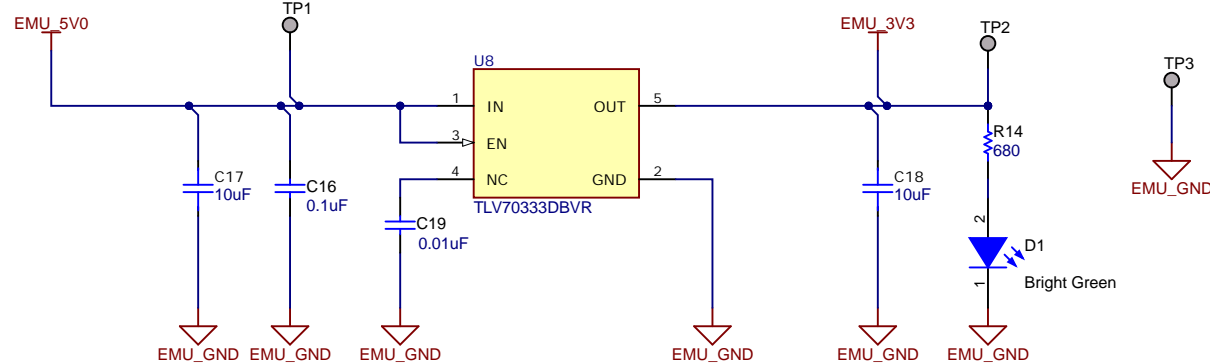 EMU_5V0
TP1
EMU_3V3
TP2
TP3
U8
1
IN
OUT
5
3
EN
4
NC
GND
2
TLV70333DBVR
C17
10uF
C16
0.1uF
C19
0.01uF
C18
10uF
R14
680
2
D1
1
Bright Green
EMU_GND
EMU_GND
EMU_GND
EMU_GND
EMU_GND
EMU_GND
EMU_GND